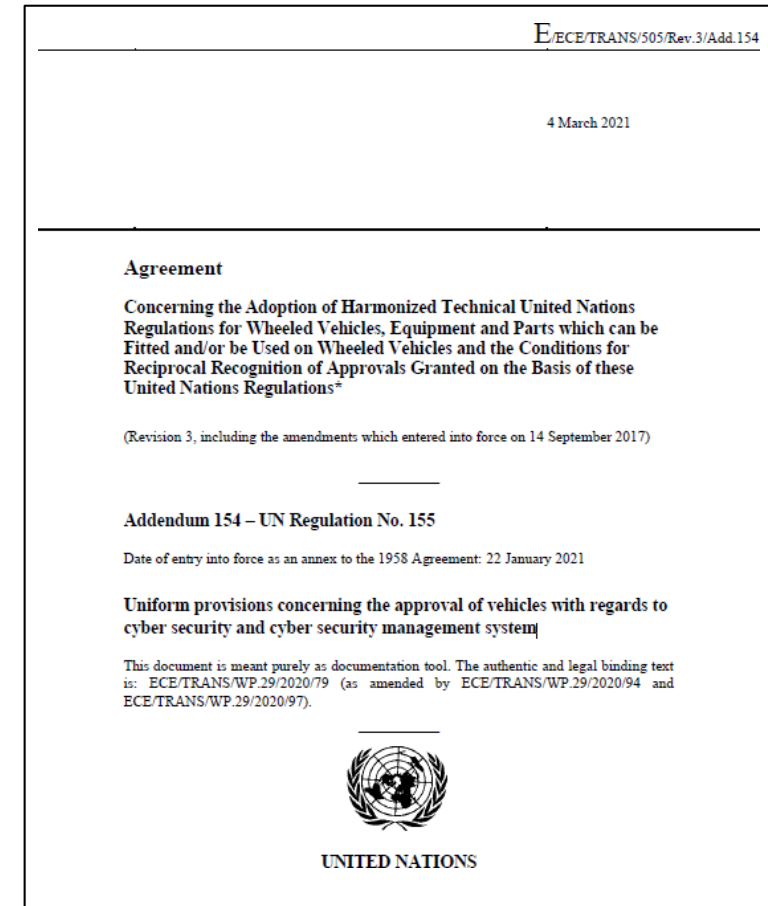 E/ECE/TRANS/505/Rev.3/Add.154
4 March 2021
Agreement
Concerning the Adoption of Harmonized Technical United Nations
Regulations for Wheeled Vehicles, Equipment and Parts which can be
Fitted and/or be Used on Wheeled Vehicles and the Conditions for
Reciprocal Recognition of Approvals Granted on the Basis of these
United Nations Regulations*
(Revision 3, including the amendments which entered into force on 14 September 2017)
Addendum 154 – UN Regulation No. 155
Date of entry into force as an annex to the 1958 Agreement: 22 January 2021
Uniform provisions concerning the approval of vehicles with regards to
cyber security and cyber security management system
This document is meant purely as documentation tool. The authentic and legal binding text
is: ECE/TRANS/WP.29/2020/79 (as amended by ECE/TRANS/WP.29/2020/94 and
ECE/TRANS/WP.29/2020/97).
UNITED NATIONS